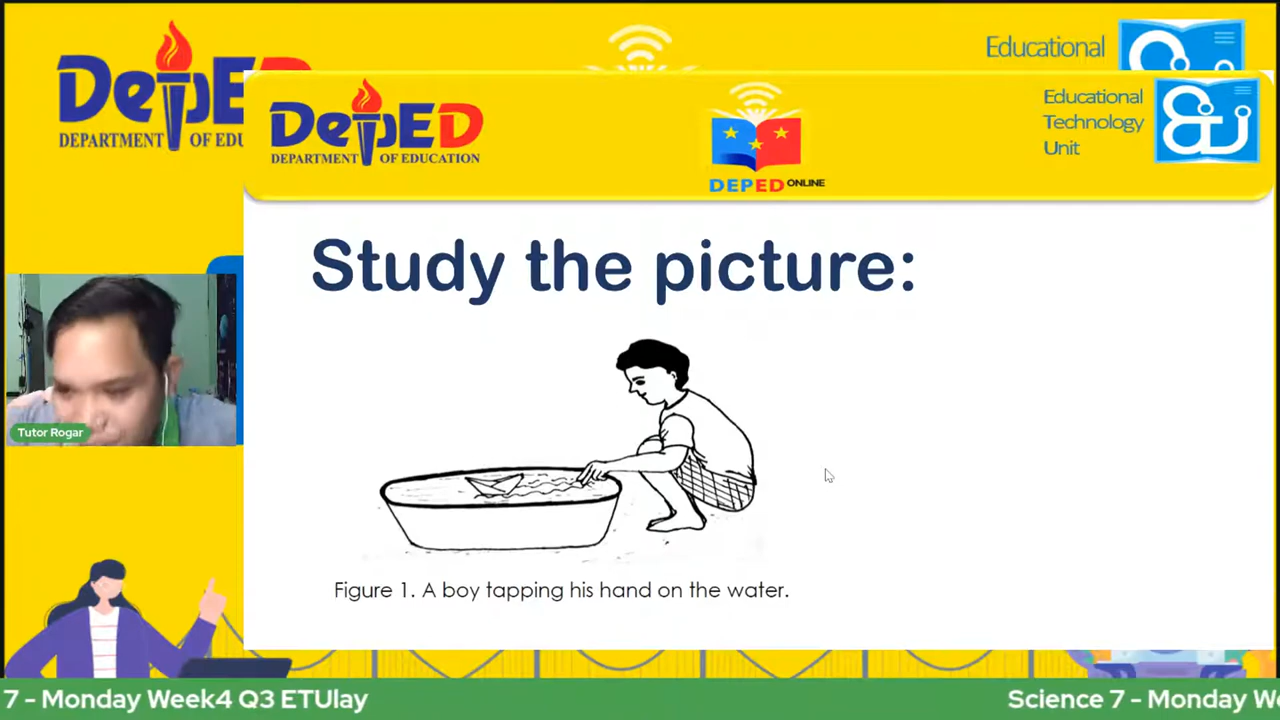 DepED
DEPARTMENT OF EDU
Educational
DepED
DEPARTMENT OF EDUCATION
DEPED ONLINE
Educational
Technology
Unit
Study the picture:
Tutor Rogar
Figure 1. A boy tapping his hand on the water.
7 - Monday Week4 Q3 ETUlay
Science 7 - Monday We